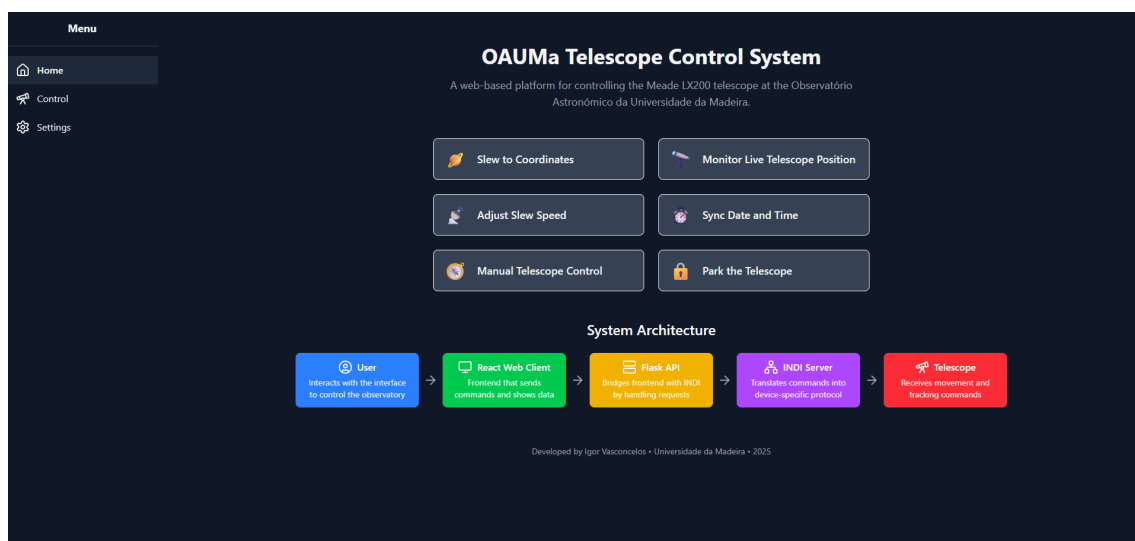 Menu
Home
Control
Settings
OAUMa Telescope Control System
A web-based platform for controlling the Meade LX200 telescope at the Observatório
Astronómico da Universidade da Madeira.
Slew to Coordinates
Monitor Live Telescope Position
Adjust Slew Speed
Sync Date and Time
Manual Telescope Control
Park the Telescope
System Architecture
User
Interacts with the interface
to control the observatory
React Web Client
Frontend that sends
commands and shows data
Flask API
Bridges frontend with INDI
by handling requests
INDI Server
Translates commands into
device-specific protocol
Telescope
Receives movement and
tracking commands
Developed by Igor Vasconcelos • Universidade da Madeira • 2025